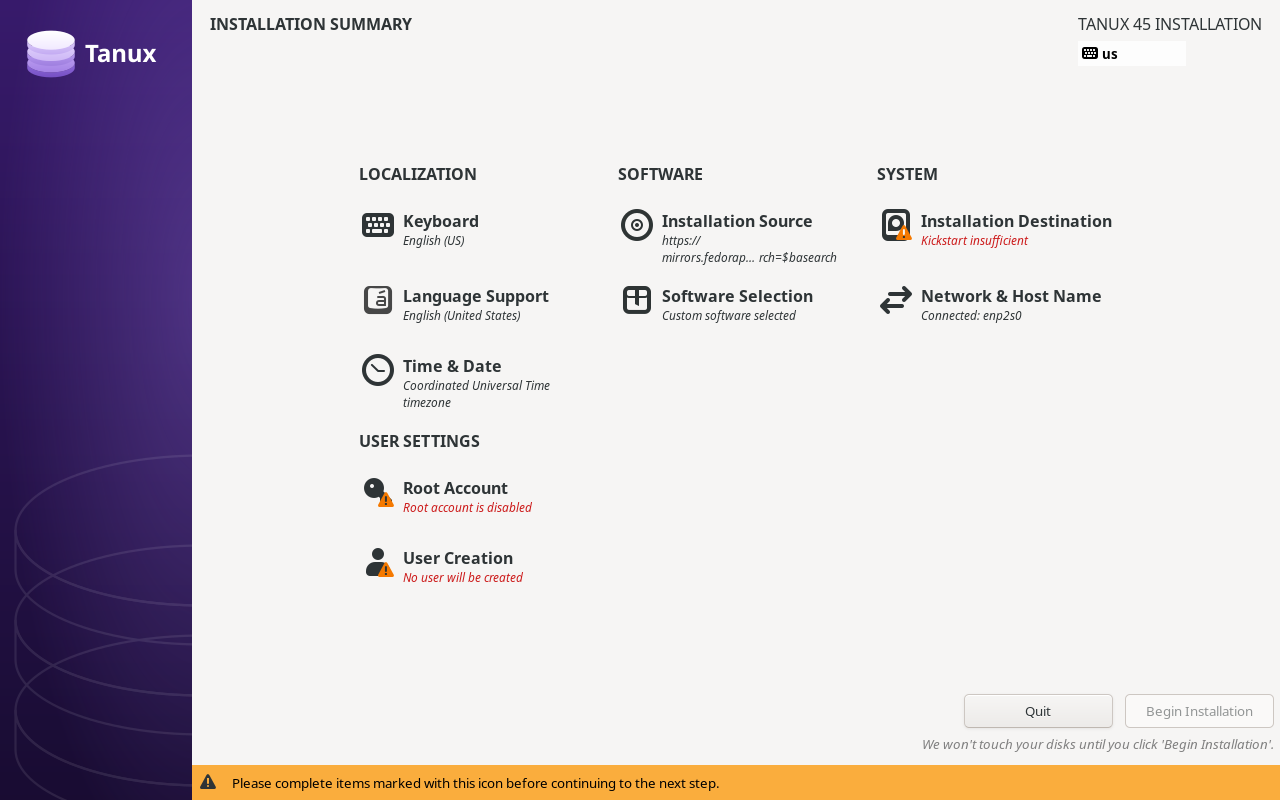 Tanux
INSTALLATION SUMMARY
TANUX 45 INSTALLATION
us
LOCALIZATION
Keyboard
English (US)
Language Support
English (United States)
Time & Date
Coordinated Universal Time
timezone
USER SETTINGS
Root Account
Root account is disabled
User Creation
No user will be created
SOFTWARE
Installation Source
https://
mirrors.fedorap... rch=$basearch
Software Selection
Custom software selected
SYSTEM
Installation Destination
Kickstart insufficient
Network & Host Name
Connected: enp2s0
Quit
Begin Installation
We won't touch your disks until you click 'Begin Installation'.
Please complete items marked with this icon before continuing to the next step.